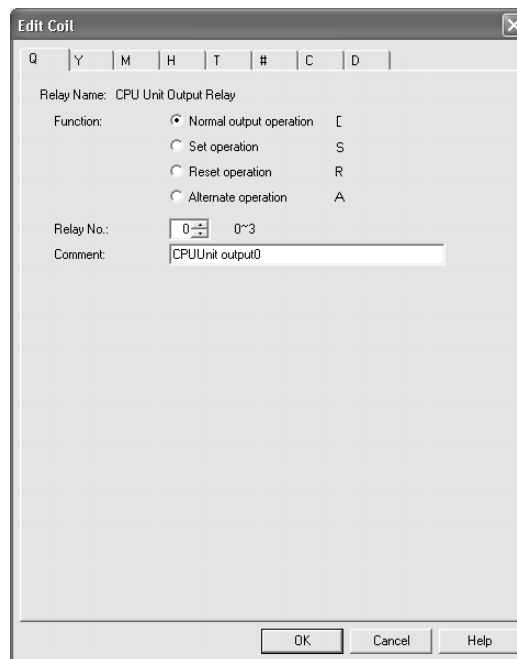 Edit Coil
Q Y M H T # C D
Relay Name: CPU Unit Output Relay
Function: Normal output operation [
Set operation S
Reset operation R
Alternate operation A
Relay No.: 0 0~3
Comment: CPUUnit output0
OK Cancel Help